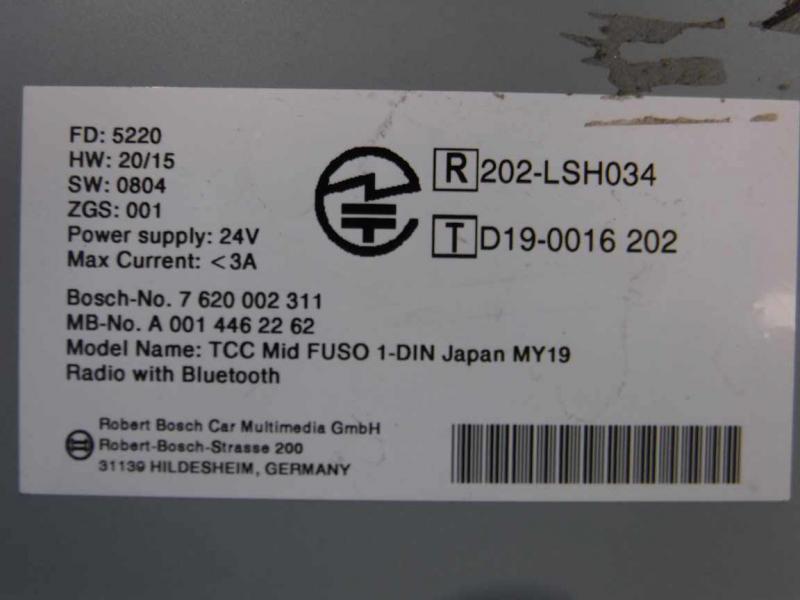 FD: 5220
HW: 20/15
SW: 0804
ZGS: 001
Power supply: 24V
Max Current: <3A
R 202-LSH034
T D19-0016 202
Bosch-No. 7 620 002 311
MB-No. A 001 446 22 62
Model Name: TCC Mid FUSO 1-DIN Japan MY19
Radio with Bluetooth
Robert Bosch Car Multimedia GmbH
Robert-Bosch-Strasse 200
31139 HILDESHEIM, GERMANY